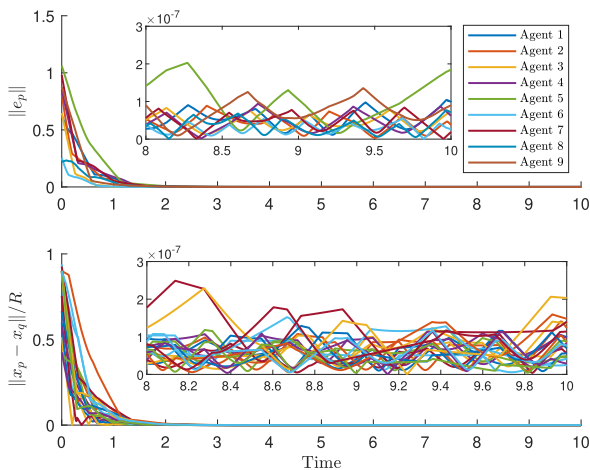 1.5
1
0.5
0
‖e_p‖
3 ×10^-7
2
1
0
8 8.5 9 9.5 10
Agent 1
Agent 2
Agent 3
Agent 4
Agent 5
Agent 6
Agent 7
Agent 8
Agent 9
0 1 2 3 4 5 6 7 8 9 10
1
0.5
0
‖x_p − x_q‖/R
3 ×10^-7
2
1
0
8 8.2 8.4 8.6 8.8 9 9.2 9.4 9.6 9.8 10
0 1 2 3 4 5 6 7 8 9 10
Time